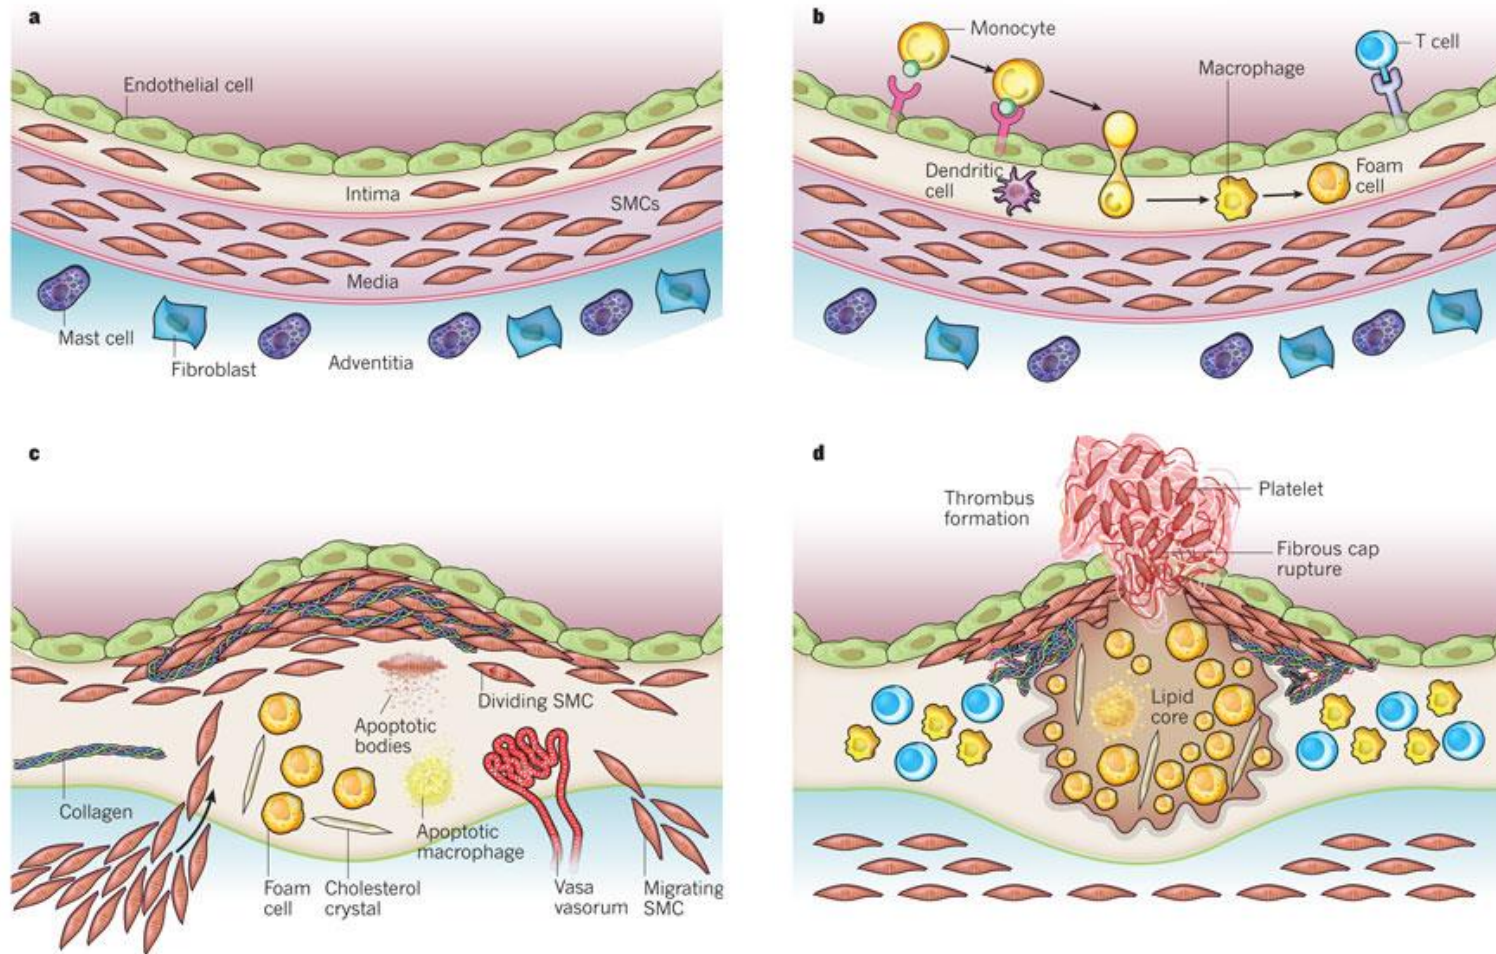 a
Endothelial cell
Intima
SMCs
Media
Mast cell
Fibroblast
Adventitia
b
Monocyte
T cell
Macrophage
Dendritic
cell
Foam
cell
c
Dividing SMC
Apoptotic
bodies
Collagen
Apoptotic
macrophage
Foam
cell
Cholesterol
crystal
Vasa
vasorum
Migrating
SMC
d
Thrombus
formation
Platelet
Fibrous cap
rupture
Lipid
core